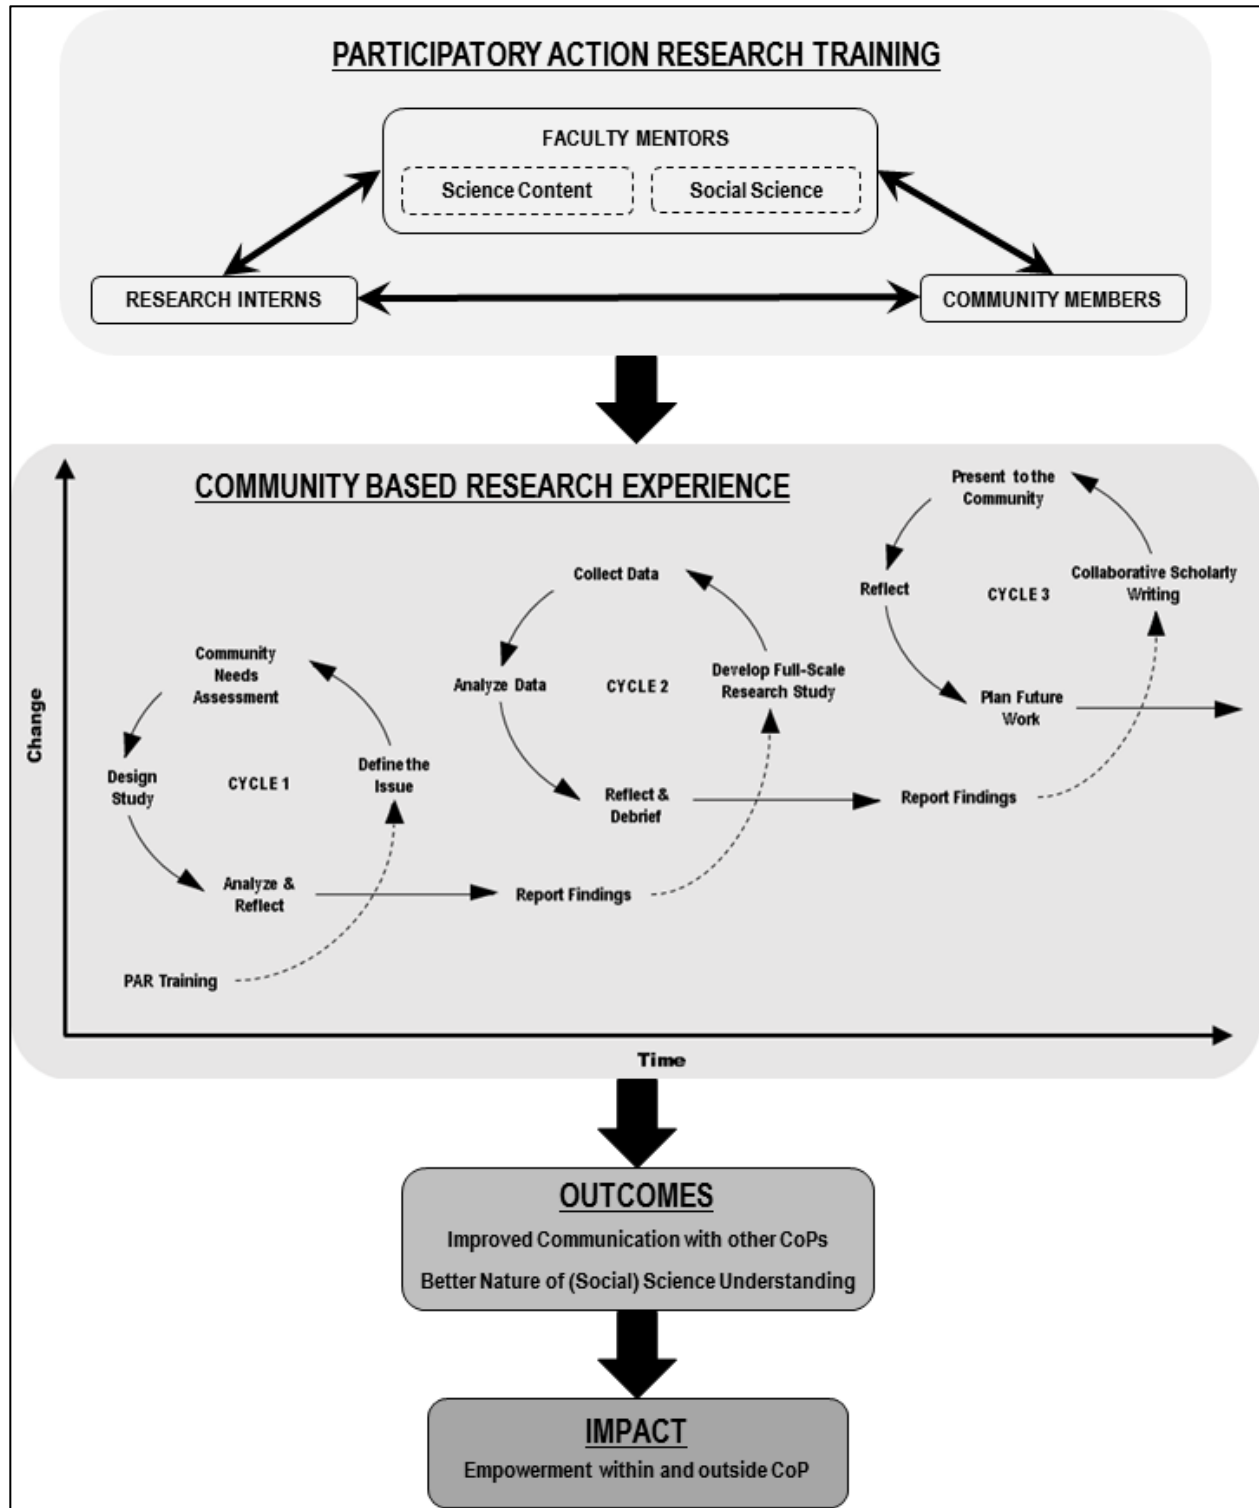 PARTICIPATORY ACTION RESEARCH TRAINING
FACULTY MENTORS
Science Content
Social Science
RESEARCH INTERNS
COMMUNITY MEMBERS
COMMUNITY BASED RESEARCH EXPERIENCE
Change
Time
PAR Training
Define the
Issue
Community
Needs
Assessment
Design
Study
CYCLE 1
Analyze &
Reflect
Report Findings
Develop Full-Scale
Research Study
Collect Data
Analyze Data
CYCLE 2
Reflect &
Debrief
Report Findings
Collaborative Scholarly
Writing
Present to the
Community
Reflect
CYCLE 3
Plan Future
Work
OUTCOMES
Improved Communication with other CoPs
Better Nature of (Social) Science Understanding
IMPACT
Empowerment within and outside CoP